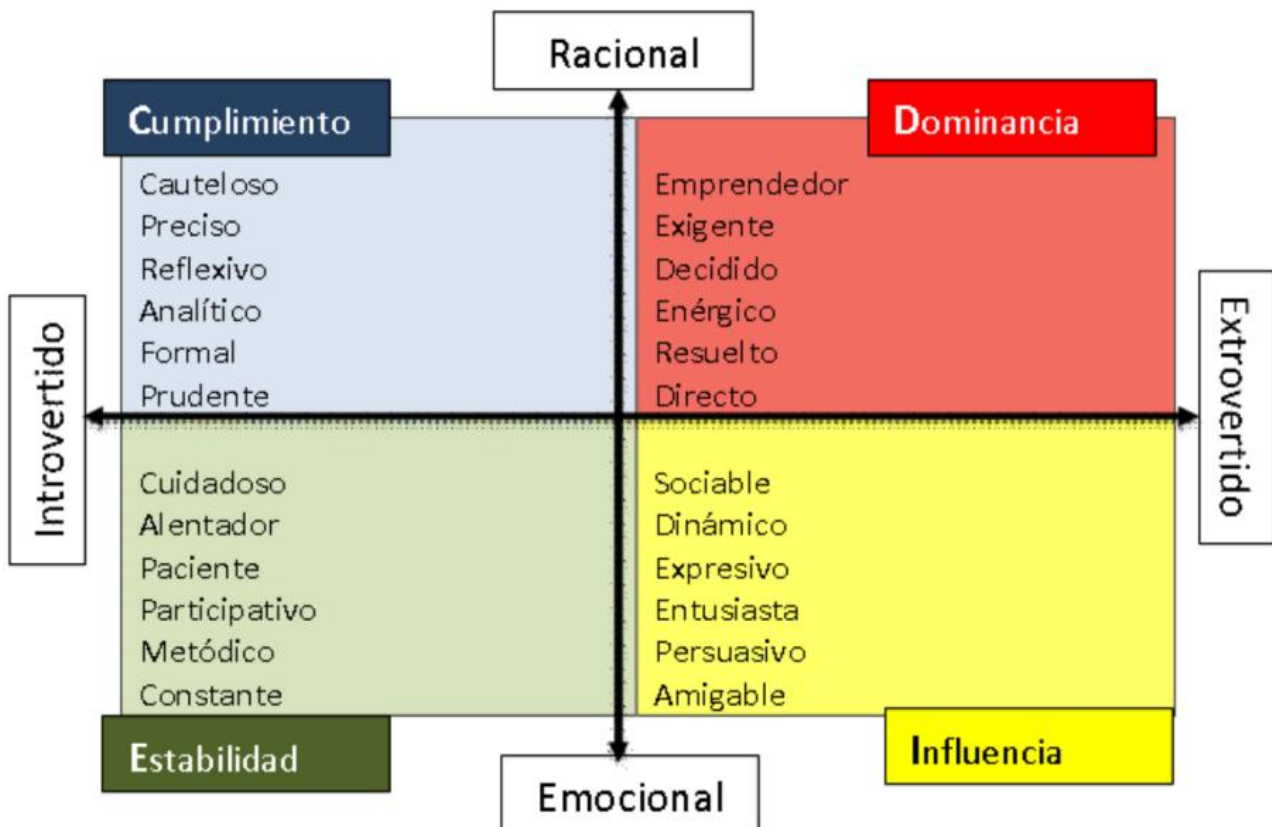 Racional
Cumplimiento
Cauteloso
Preciso
Reflexivo
Analítico
Formal
Prudente
Dominancia
Emprendedor
Exigente
Decidido
Enérgico
Resuelto
Directo
Introvertido
Extrovertido
Cuidadoso
Alentador
Paciente
Participativo
Metódico
Constante
Estabilidad
Sociable
Dinámico
Expresivo
Entusiasta
Persuasivo
Amigable
Influencia
Emocional